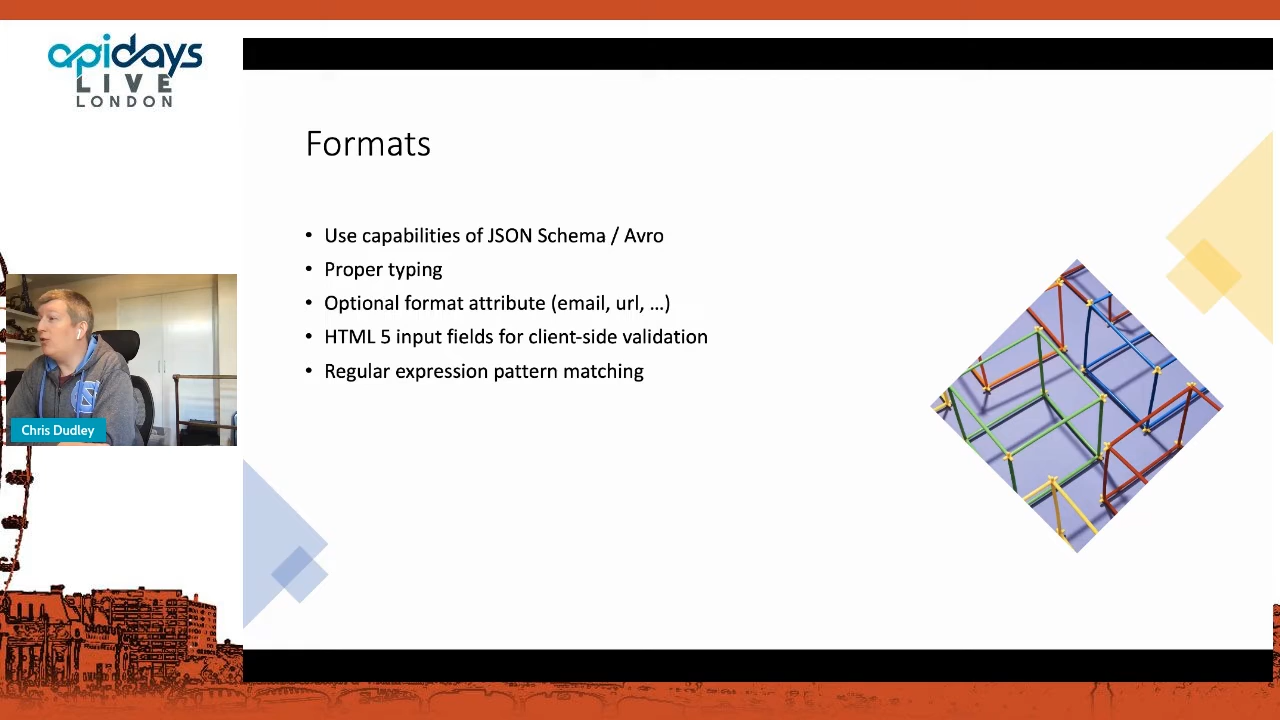 apidays
LIVE
LONDON
Formats
• Use capabilities of JSON Schema / Avro
• Proper typing
• Optional format attribute (email, url, ...)
• HTML 5 input fields for client-side validation
• Regular expression pattern matching
Chris Dudley